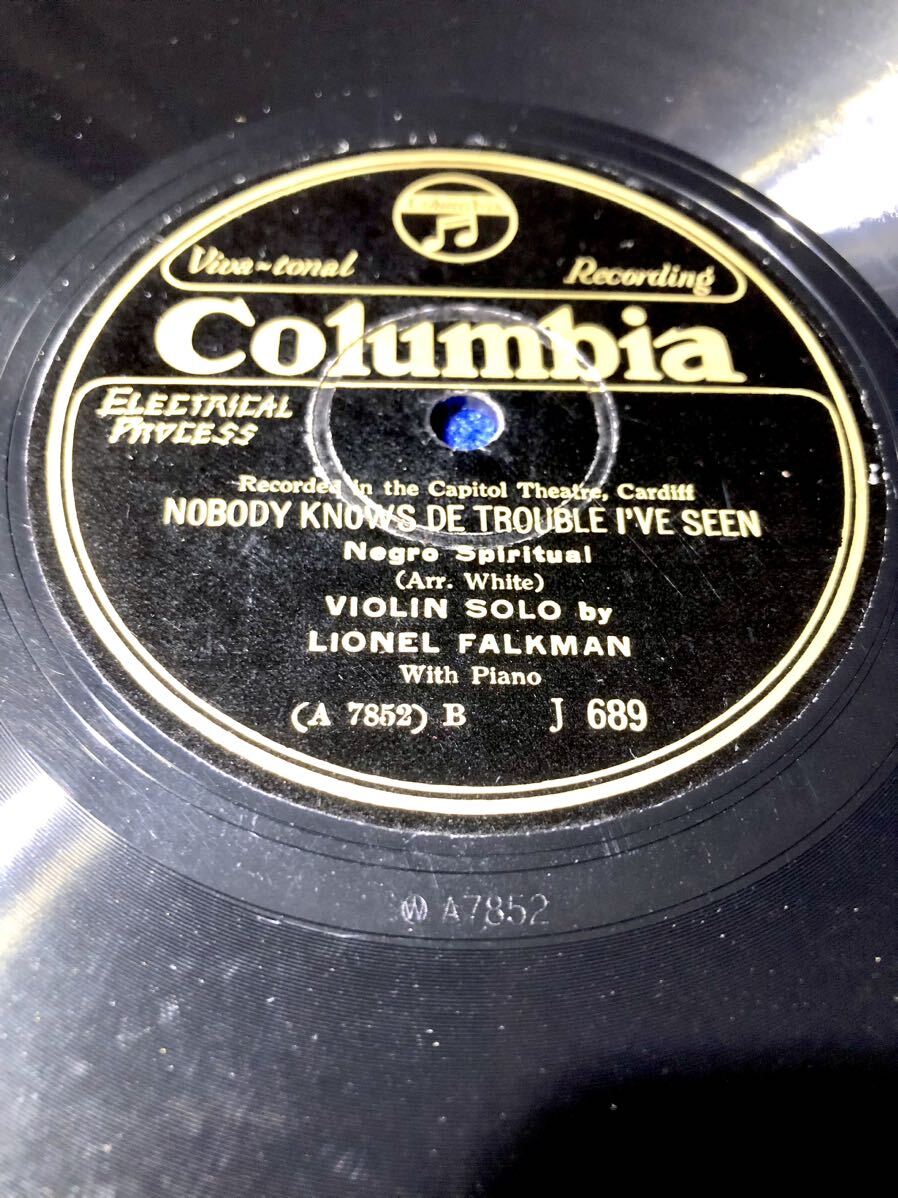 Viva-tonal Recording
Columbia
ELECTRICAL
PROCESS
Recorded in the Capitol Theatre, Cardiff
NOBODY KNOWS DE TROUBLE I'VE SEEN
Negro Spiritual
(Arr. White)
VIOLIN SOLO by
LIONEL FALKMAN
With Piano
(A 7852) B J 689
W A7852